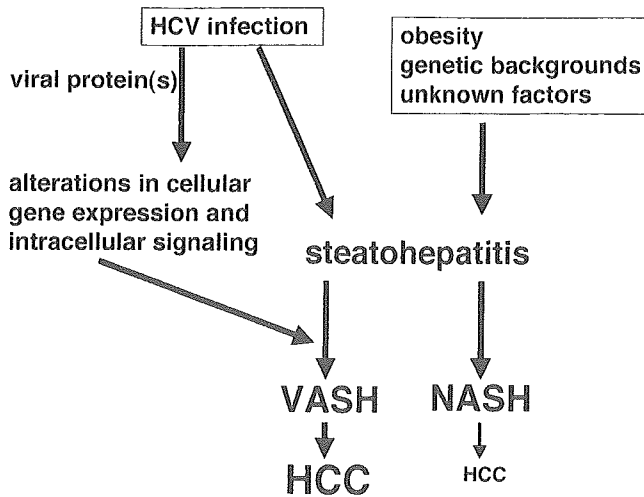 HCV infection
obesity
genetic backgrounds
unknown factors
viral protein(s)
alterations in cellular
gene expression and
intracellular signaling
steatohepatitis
VASH
NASH
HCC
HCC